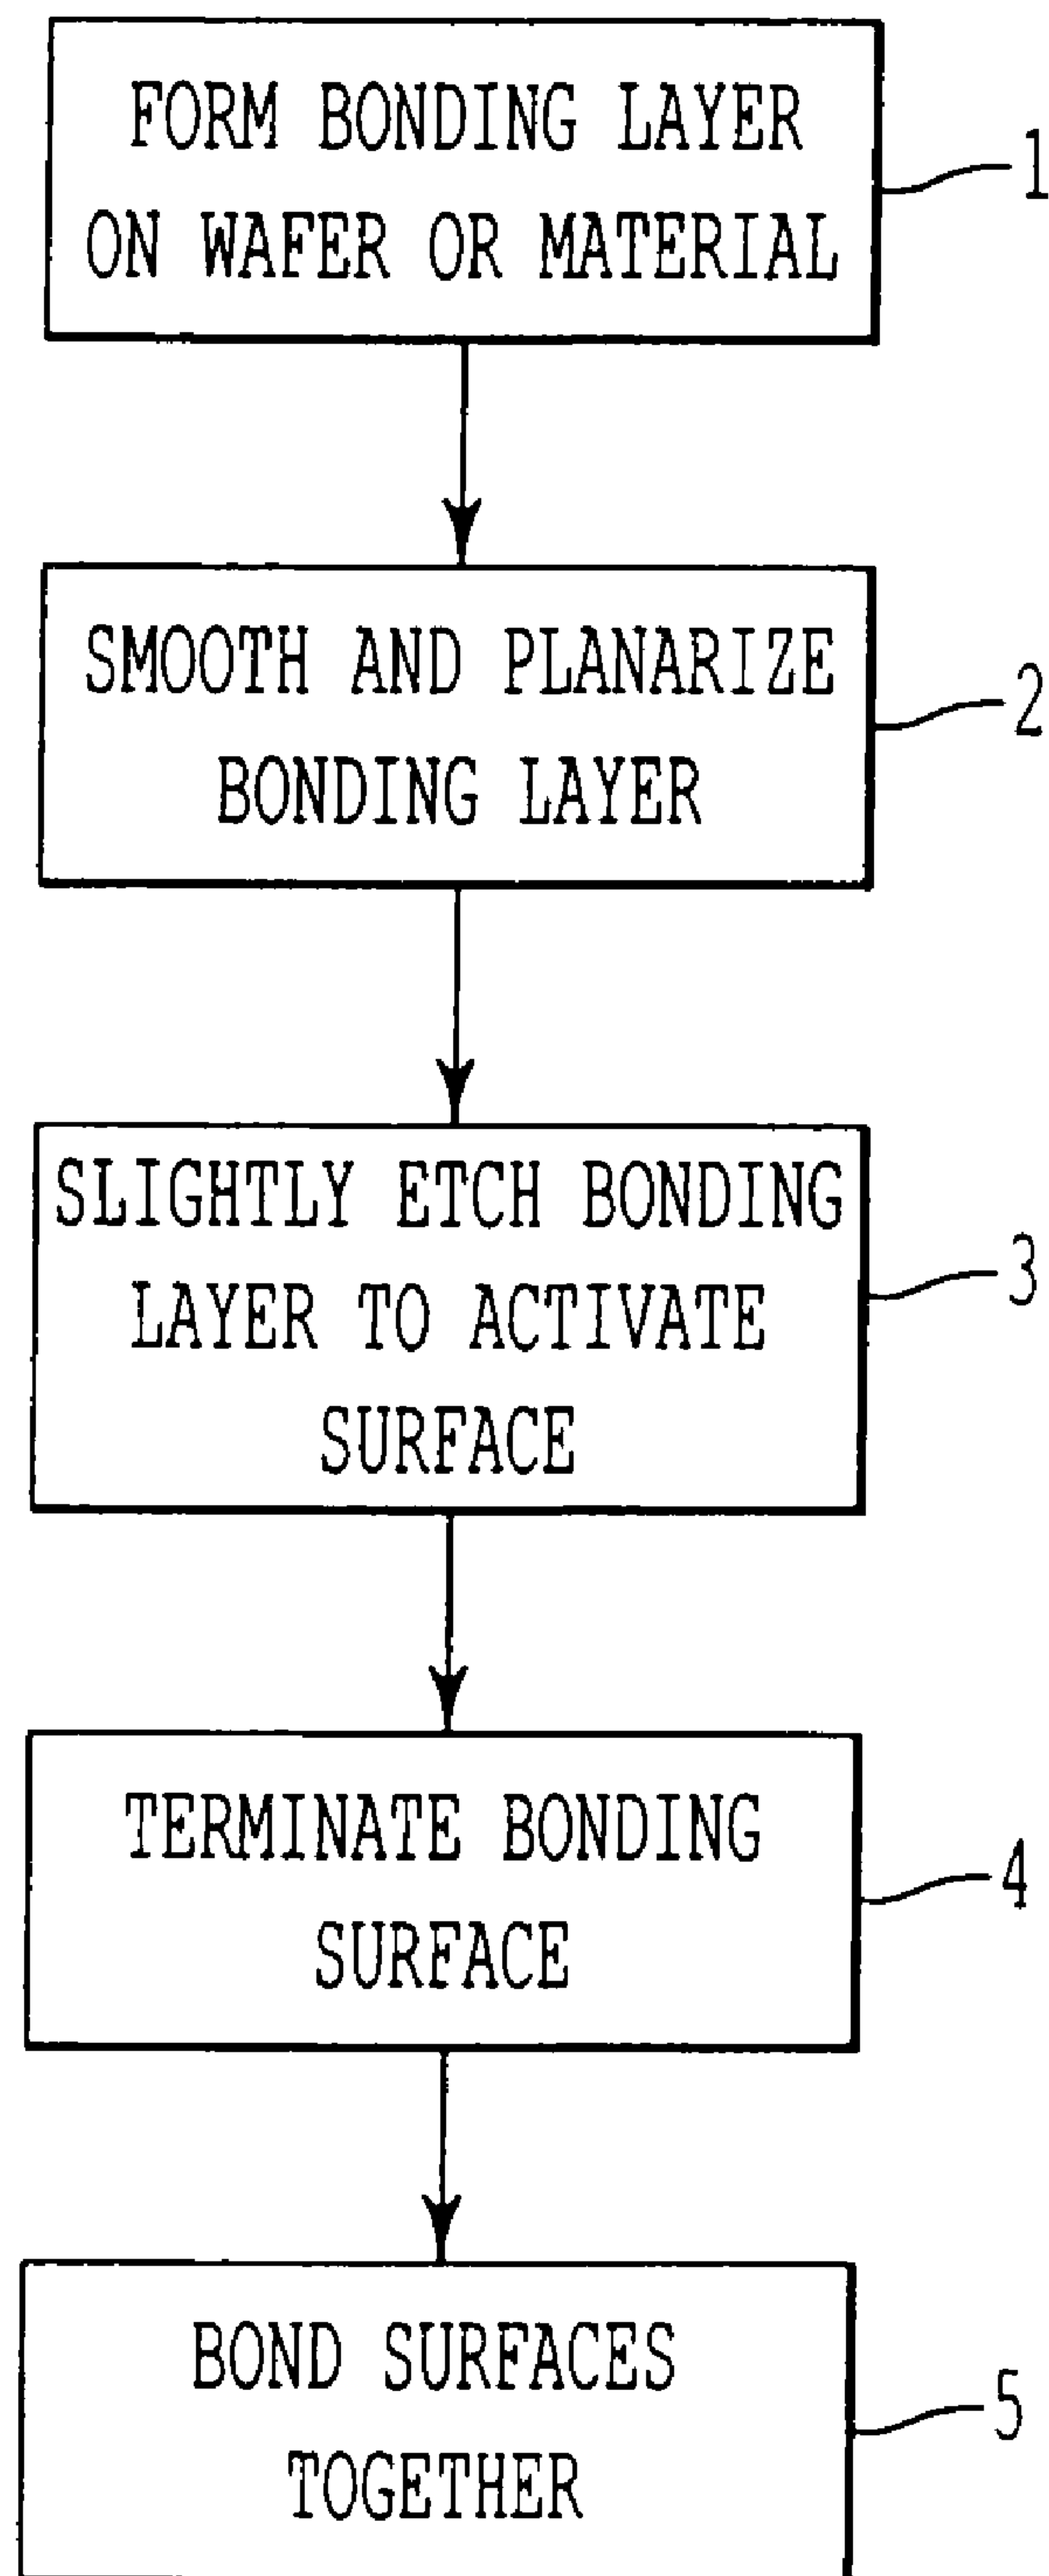 FORM BONDING LAYER
ON WAFER OR MATERIAL
1
SMOOTH AND PLANARIZE
BONDING LAYER
2
SLIGHTLY ETCH BONDING
LAYER TO ACTIVATE
SURFACE
3
TERMINATE BONDING
SURFACE
4
BOND SURFACES
TOGETHER
5